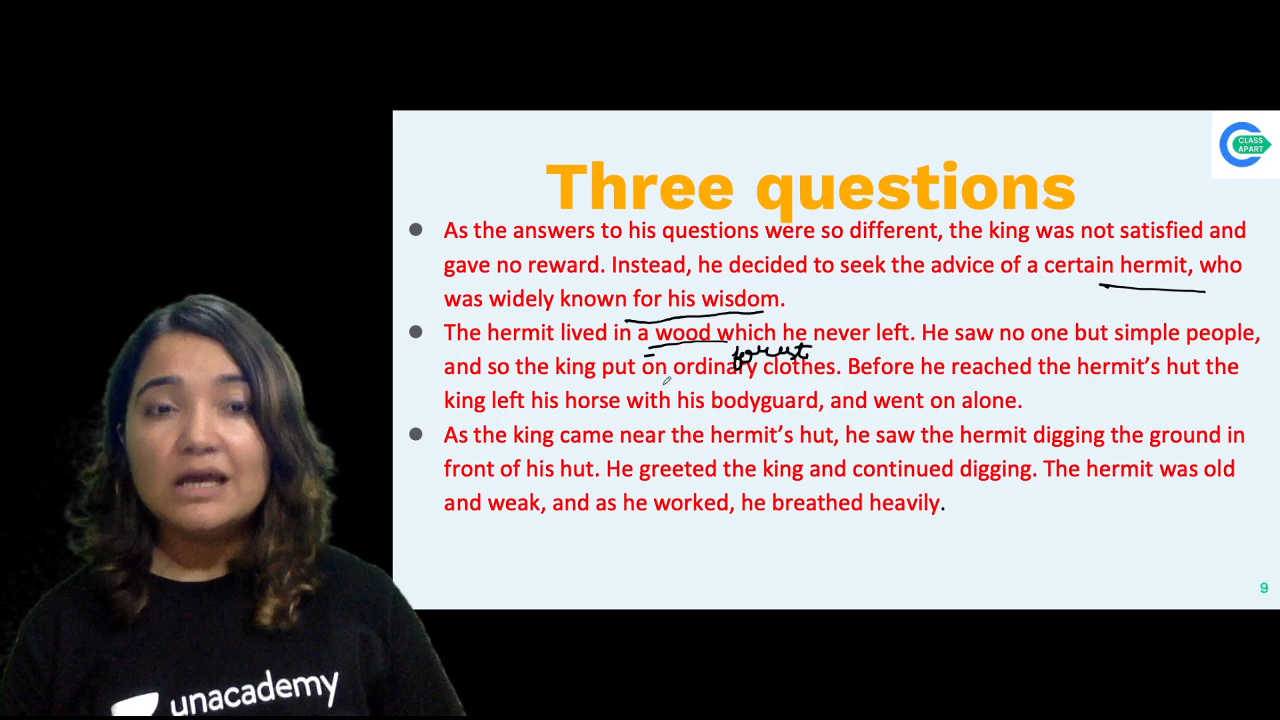 CLASS
APART
Three questions
As the answers to his questions were so different, the king was not satisfied and
gave no reward. Instead, he decided to seek the advice of a certain hermit, who
was widely known for his wisdom.
The hermit lived in a wood which he never left. He saw no one but simple people,
forest
and so the king put on ordinary clothes. Before he reached the hermit’s hut the
king left his horse with his bodyguard, and went on alone.
As the king came near the hermit’s hut, he saw the hermit digging the ground in
front of his hut. He greeted the king and continued digging. The hermit was old
and weak, and as he worked, he breathed heavily.
9
unacademy